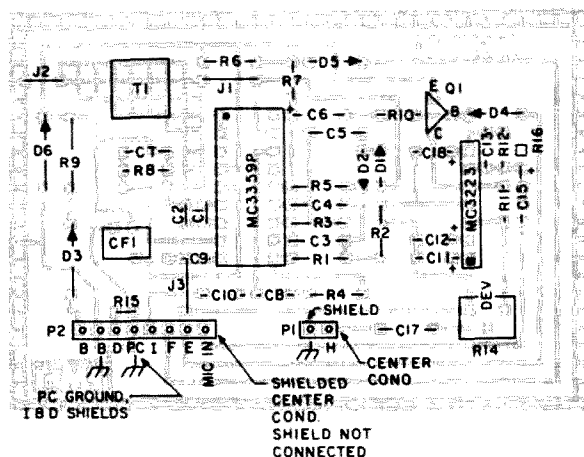 R6
D5
J2
T1
J1
R7
+
C6
R10
E
Q1
B
C
D4
C5
C13
R12
R16
D6
R9
C7
R8
MC3359P
D2
D1
C18
+
MC3223
+
R5
C4
R3
C3
R1
C2
C1
R2
R11
C15
D3
CF1
C9
C12
C11
+
+
J3
C10
C8
R4
R15
SHIELD
DEV
P2
P1
C17
R14
B B D PC I F E MIC IN
H
CENTER
COND
PC GROUND,
I B D SHIELDS
SHIELDED
CENTER
COND.
SHIELD NOT
CONNECTED